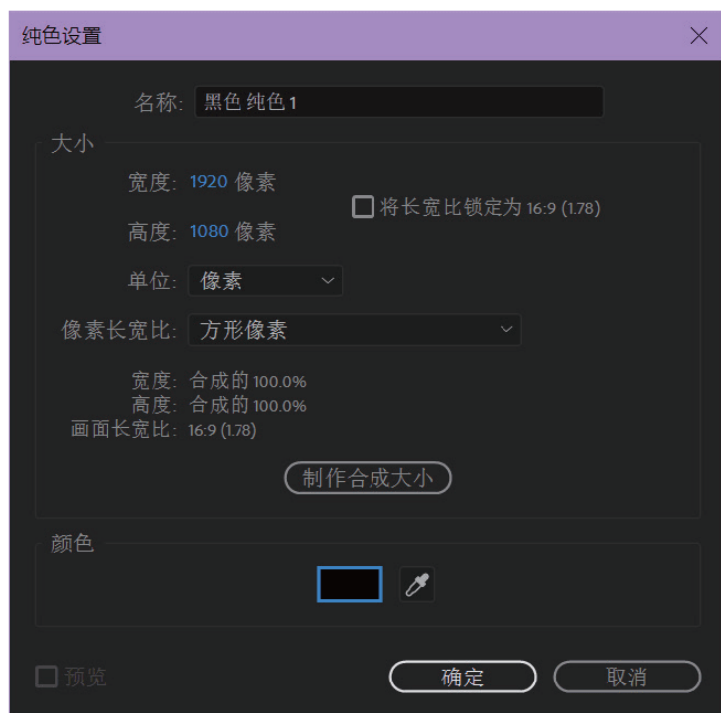 纯色设置
名称: 黑色 纯色 1
大小
宽度: 1920 像素
将长宽比锁定为 16:9 (1.78)
高度: 1080 像素
单位: 像素
像素长宽比: 方形像素
宽度: 合成的 100.0%
高度: 合成的 100.0%
画面长宽比: 16:9 (1.78)
制作合成大小
颜色
预览
确定
取消